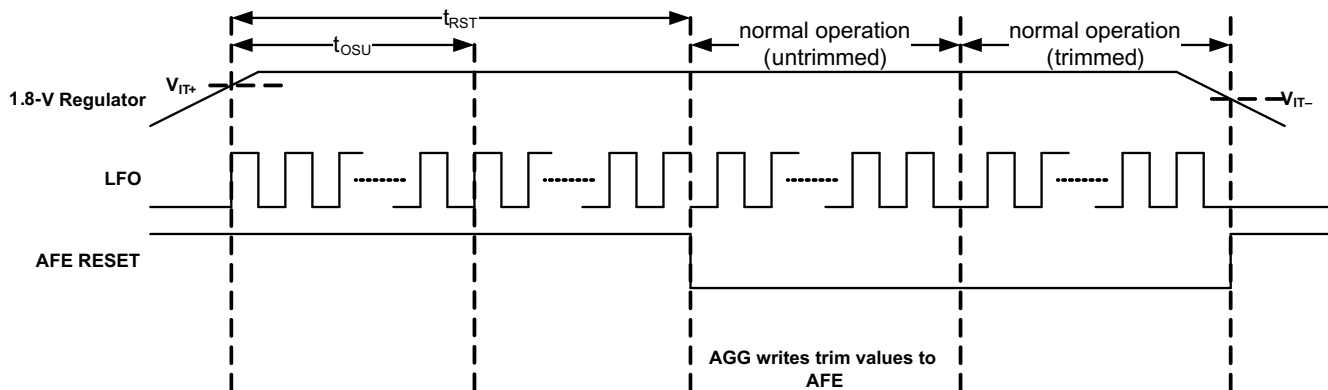 tRST
tOSU
normal operation
(untrimmed)
normal operation
(trimmed)
VIT+
1.8-V Regulator
VIT–
LFO
AFE RESET
AGG writes trim values to
AFE